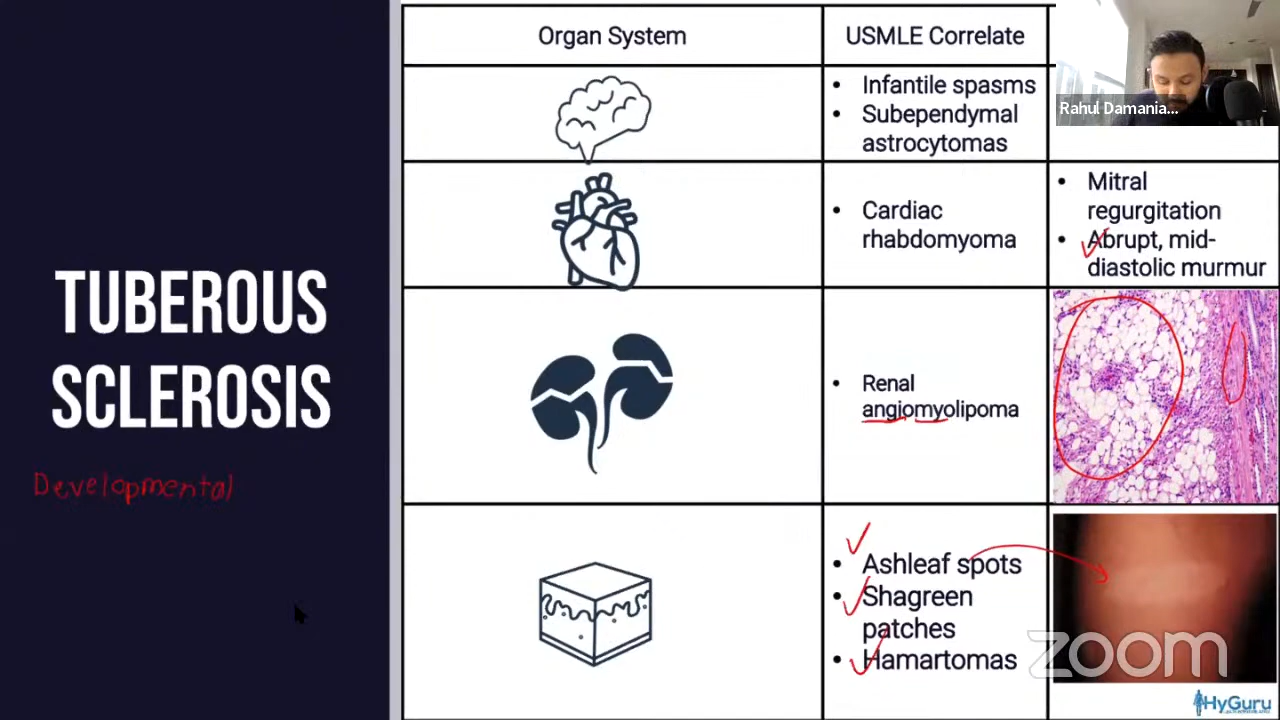 Organ System
USMLE Correlate
Rahul Damania...
Infantile spasms
Subependymal
astrocytomas
Cardiac
rhabdomyoma
Mitral
regurgitation
Abrupt, mid-
diastolic murmur
TUBEROUS
SCLEROSIS
Developmental
Renal
angiomyolipoma
Ashleaf spots
Shagreen
patches
Hamartomas
zoom
HyGuru